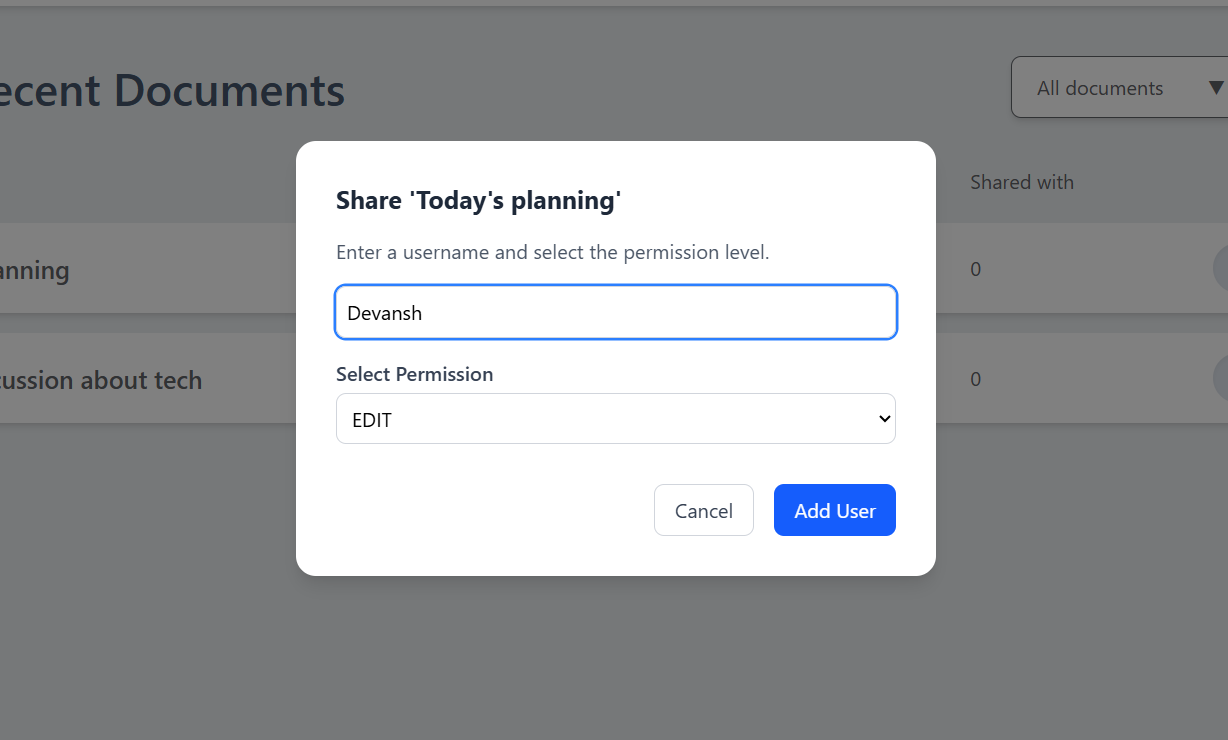 ecent Documents
All documents ▼
Shared with
Share 'Today's planning'
Enter a username and select the permission level.
Devansh
Select Permission
EDIT
Cancel
Add User
anning
0
cussion about tech
0